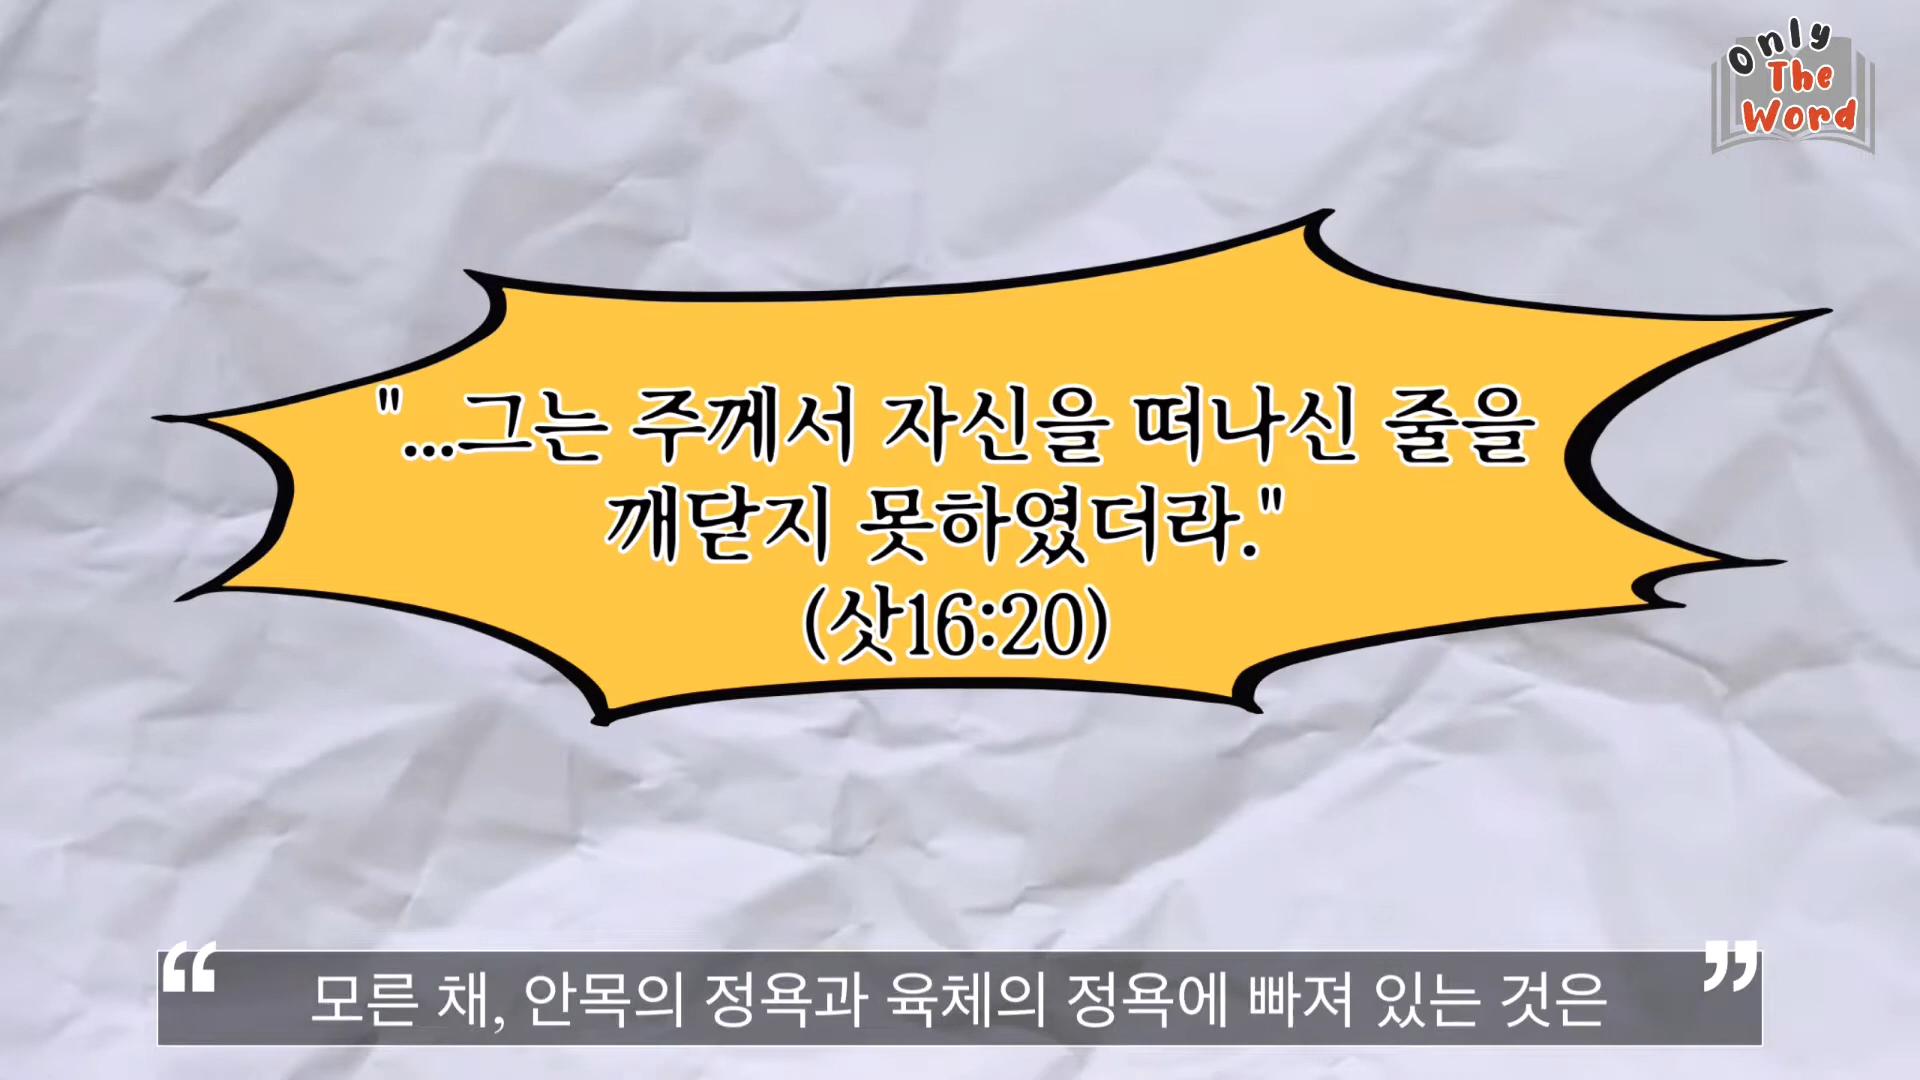 Only
The
Word
"...그는 주께서 자신을 떠나신 줄을
깨닫지 못하였더라."
(삿16:20)
“ 모른 채, 안목의 정욕과 육체의 정욕에 빠져 있는 것은 ”